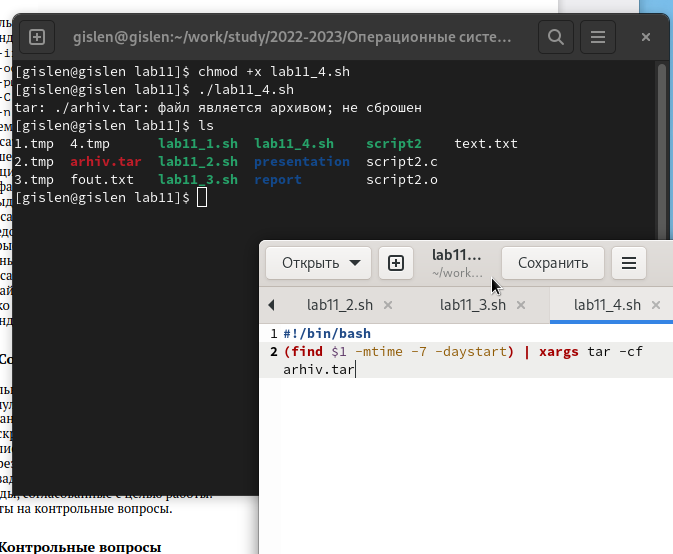 gislen@gislen:~/work/study/2022-2023/Операционные систе...
[gislen@gislen lab11]$ chmod +x lab11_4.sh
[gislen@gislen lab11]$ ./lab11_4.sh
tar: ./arhiv.tar: файл является архивом; не сброшен
[gislen@gislen lab11]$ ls
1.tmp 4.tmp lab11_1.sh lab11_4.sh script2 text.txt
2.tmp arhiv.tar lab11_2.sh presentation script2.c
3.tmp fout.txt lab11_3.sh report script2.o
[gislen@gislen lab11]$
Открыть lab11... Сохранить
~/work...
lab11_2.sh lab11_3.sh lab11_4.sh
1 #!/bin/bash
2 (find $1 -mtime -7 -daystart) | xargs tar -cf
arhiv.tar
ды, согласованные с целью работы.
ты на контрольные вопросы.
Контрольные вопросы